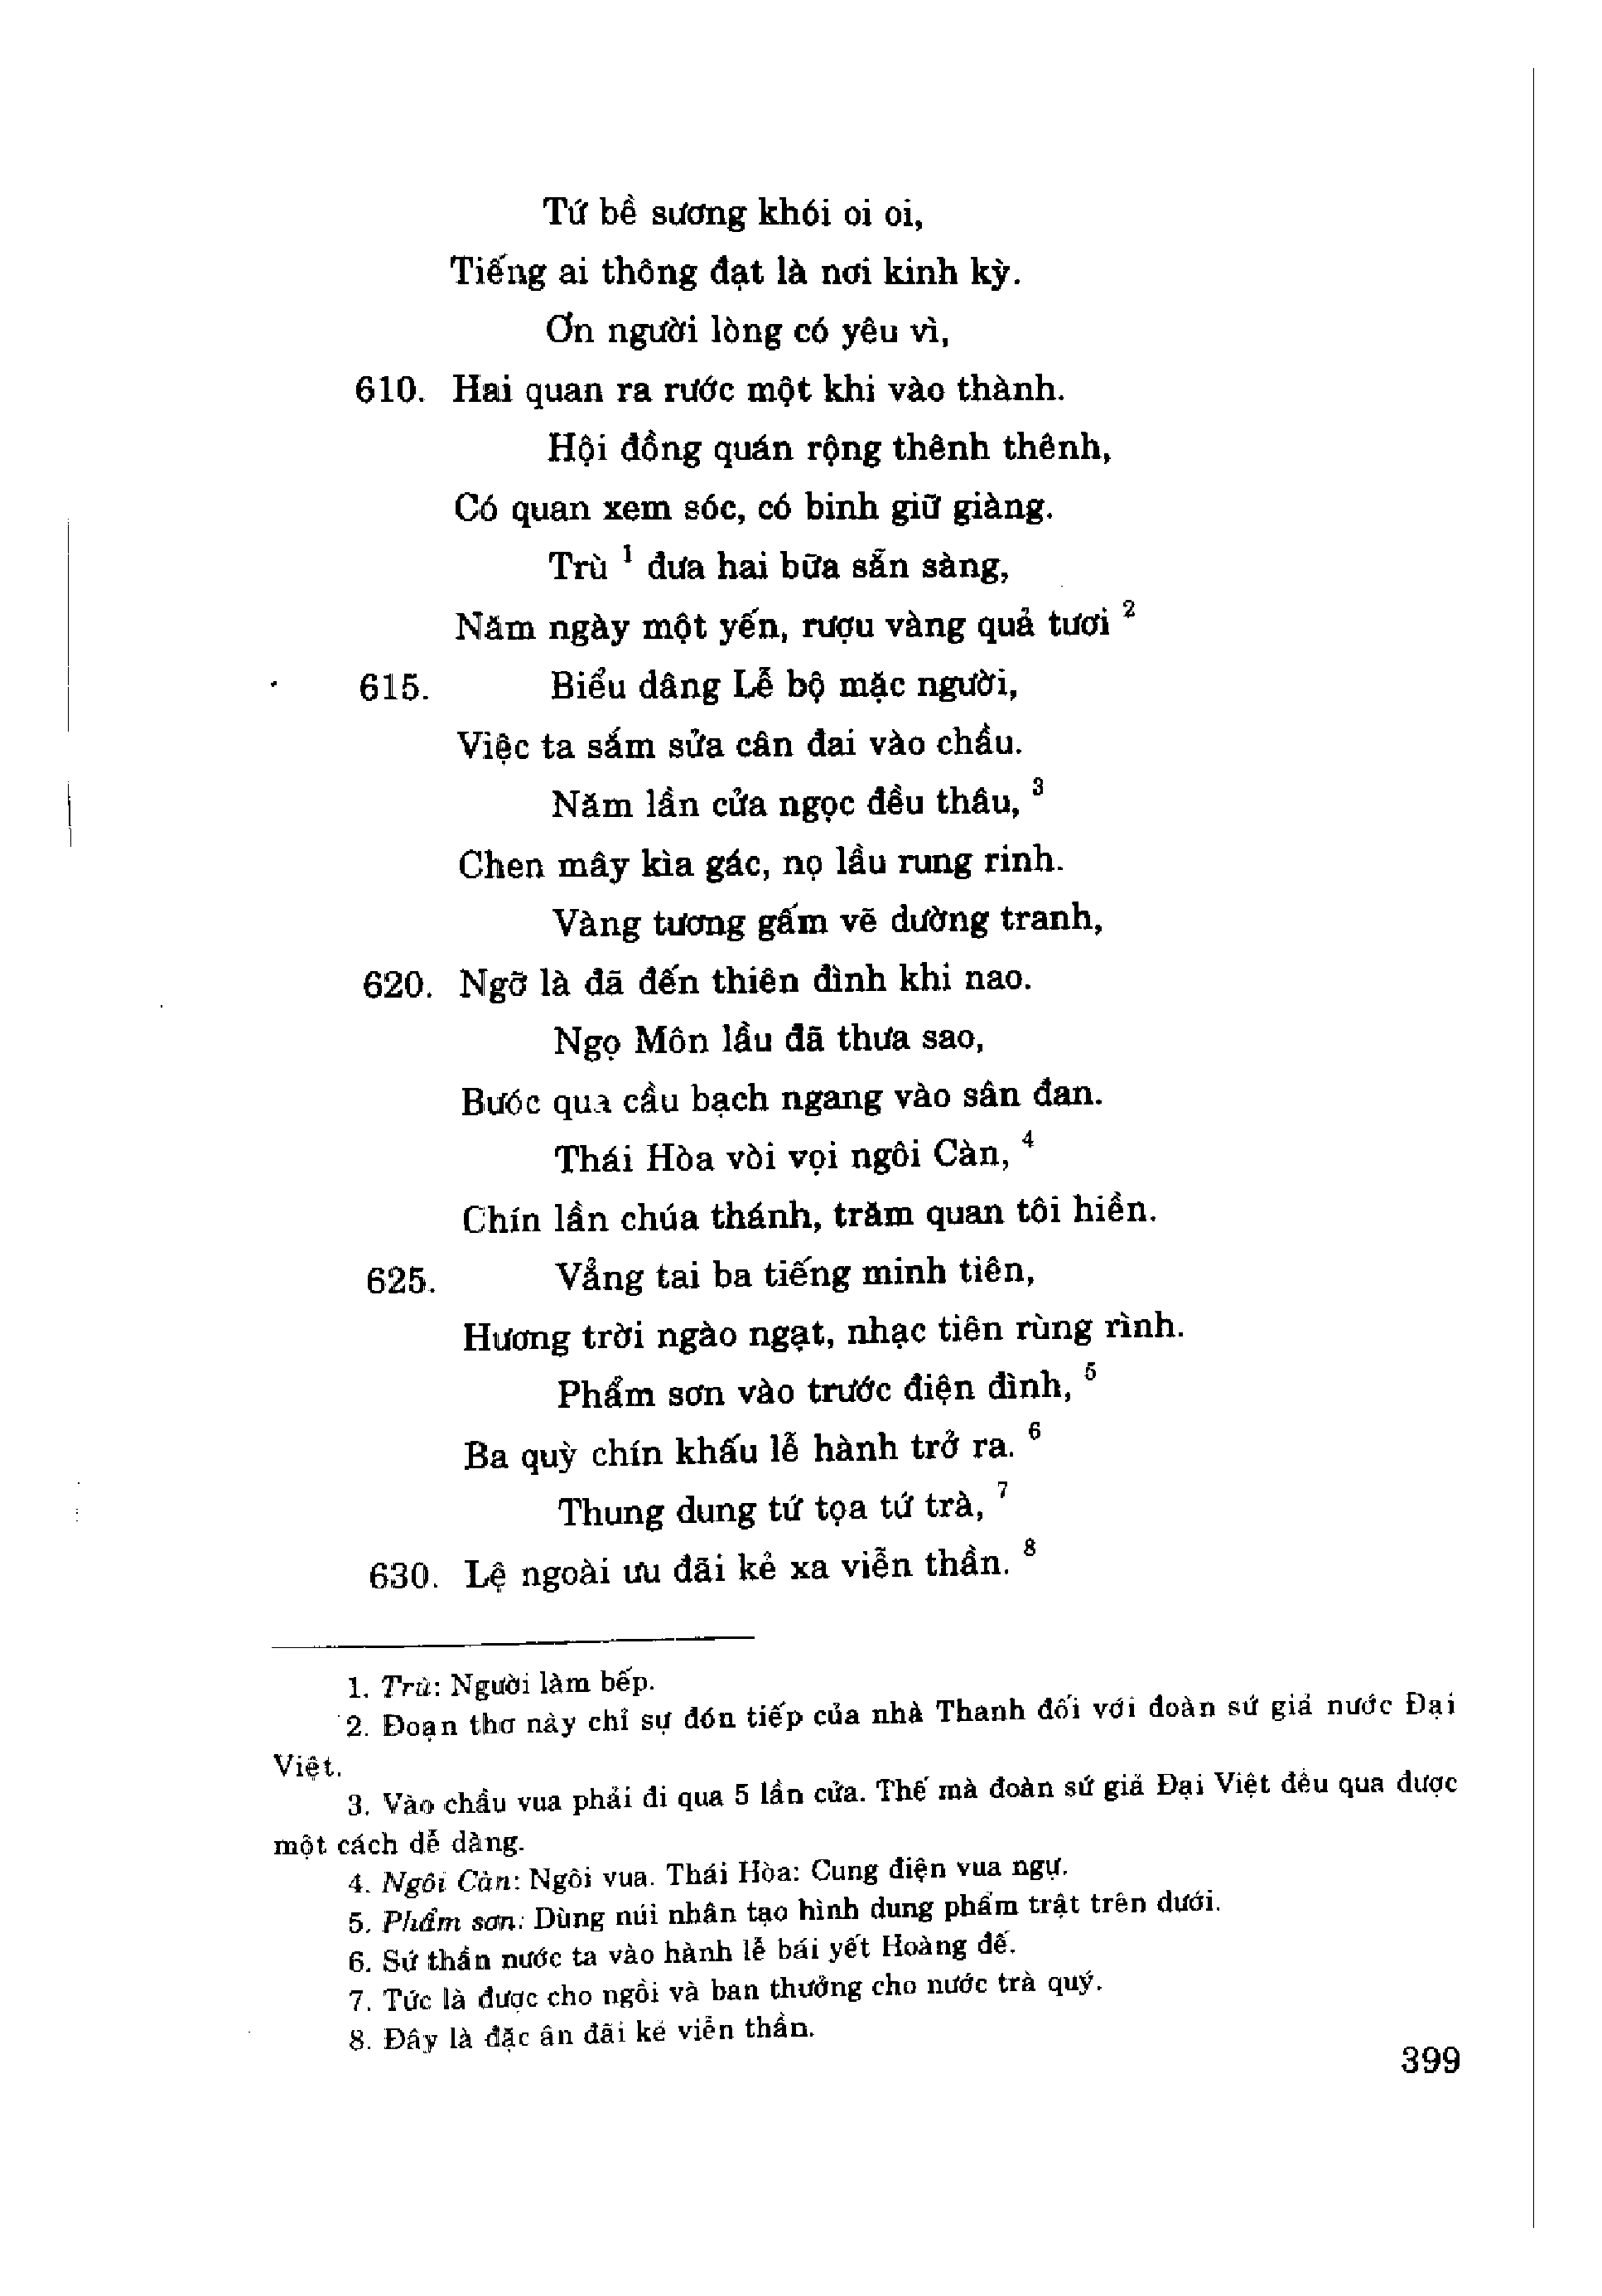 Tứ bề sương khói oi oi,
Tiếng ai thông đạt là nơi kinh kỳ.
Ơn người lòng có yêu vì,
610. Hai quan ra rước một khi vào thành.
Hội đồng quán rộng thênh thênh,
Có quan xem sóc, có binh giữ giàng.
Trù ¹ đưa hai bữa sẵn sàng,
Năm ngày một yến, rượu vàng quả tươi ²
615. Biểu dâng Lễ bộ mặc người,
Việc ta sắm sửa cân đai vào chầu.
Năm lần cửa ngọc đều thâu, ³
Chen mây kìa gác, nọ lầu rung rinh.
Vàng tương gấm vẽ dường tranh,
620. Ngỡ là đã đến thiên đình khi nao.
Ngọ Môn lầu đã thưa sao,
Bước qua cầu bạch ngang vào sân đan.
Thái Hòa vòi vọi ngôi Càn, ⁴
Chín lần chúa thánh, trăm quan tôi hiền.
625. Vẳng tai ba tiếng minh tiên,
Hương trời ngào ngạt, nhạc tiên rùng rình.
Phẩm sơn vào trước điện đình, ⁵
Ba quỳ chín khấu lễ hành trở ra. ⁶
Thung dung tứ tọa tứ trà, ⁷
630. Lệ ngoài ưu đãi kẻ xa viễn thần. ⁸
1. Trù: Người làm bếp.
2. Đoạn thơ này chỉ sự đón tiếp của nhà Thanh đối với đoàn sứ giả nước Đại
Việt.
3. Vào chầu vua phải đi qua 5 lần cửa. Thế mà đoàn sứ giả Đại Việt đều qua được
một cách dễ dàng.
4. Ngôi Càn: Ngôi vua. Thái Hòa: Cung điện vua ngự.
5. Phẩm sơn: Dùng núi nhân tạo hình dung phẩm trật trên dưới.
6. Sứ thần nước ta vào hành lễ bái yết Hoàng đế.
7. Tức là được cho ngồi và ban thưởng cho nước trà quý.
8. Đây là đặc ân đãi kẻ viễn thần.
399